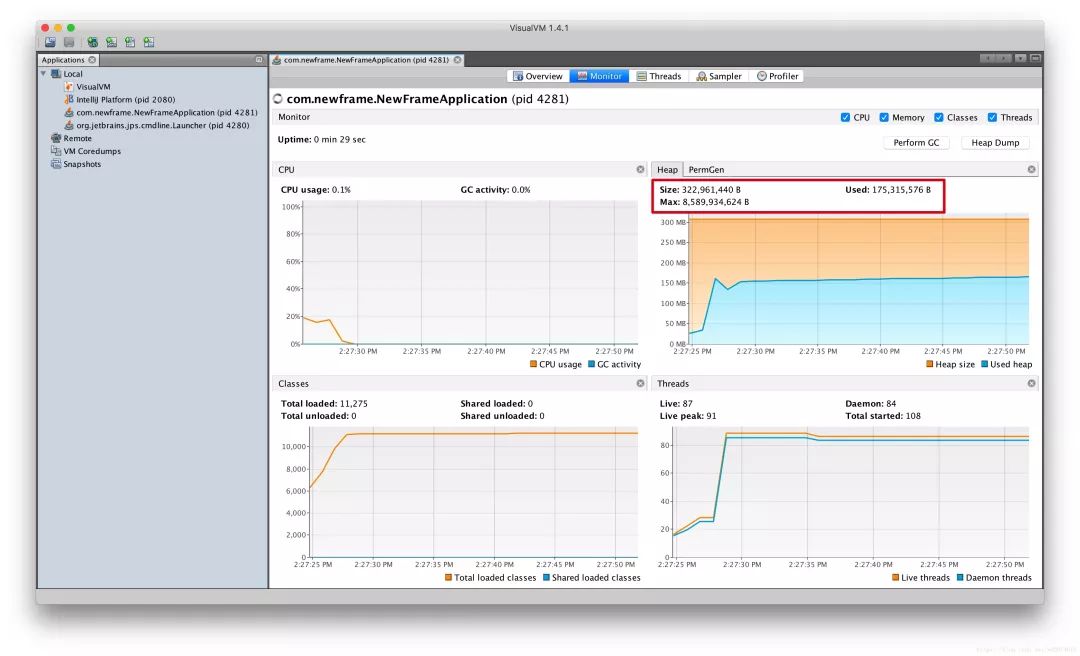 VisualVM 1.4.1
Applications
com.newframe.NewFrameApplication (pid 4281)
Local
VisualVM
IntelliJ Platform (pid 2080)
com.newframe.NewFrameApplication (pid 4281)
org.jetbrains.jps.cmdline.Launcher (pid 4280)
Remote
VM Coredumps
Snapshots
Overview Monitor Threads Sampler Profiler
com.newframe.NewFrameApplication (pid 4281)
Monitor
CPU Memory Classes Threads
Uptime: 0 min 29 sec
Perform GC Heap Dump
CPU
CPU usage: 0.1% GC activity: 0.0%
100%
80%
60%
40%
20%
0%
2:27:30 PM 2:27:35 PM 2:27:40 PM 2:27:45 PM 2:27:50 PM
CPU usage GC activity
Heap PermGen
Size: 322,961,440 B Used: 175,315,576 B
Max: 8,589,934,624 B
300 MB
250 MB
200 MB
150 MB
100 MB
50 MB
0 MB
2:27:25 PM 2:27:30 PM 2:27:35 PM 2:27:40 PM 2:27:45 PM 2:27:50 PM
Heap size Used heap
Classes
Total loaded: 11,275 Shared loaded: 0
Total unloaded: 0 Shared unloaded: 0
10,000
8,000
6,000
4,000
2,000
0
2:27:25 PM 2:27:30 PM 2:27:35 PM 2:27:40 PM 2:27:45 PM 2:27:50 PM
Total loaded classes Shared loaded classes
Threads
Live: 87 Daemon: 84
Live peak: 91 Total started: 108
80
60
40
20
0
2:27:25 PM 2:27:30 PM 2:27:35 PM 2:27:40 PM 2:27:45 PM 2:27:50 PM
Live threads Daemon threads